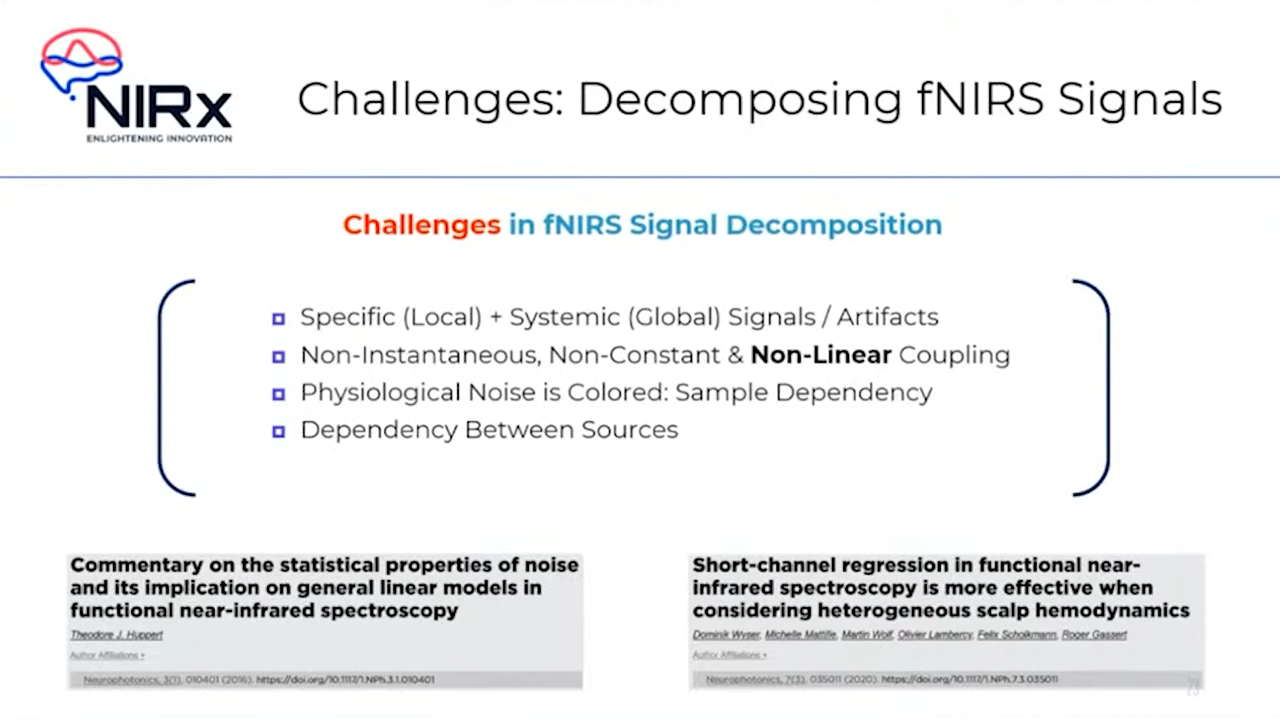 NIRx
ENLIGHTENING INNOVATION
Challenges: Decomposing fNIRS Signals
Challenges in fNIRS Signal Decomposition
Specific (Local) + Systemic (Global) Signals / Artifacts
Non-Instantaneous, Non-Constant & Non-Linear Coupling
Physiological Noise is Colored: Sample Dependency
Dependency Between Sources
Commentary on the statistical properties of noise
and its implication on general linear models in
functional near-infrared spectroscopy
Theodore J. Huppert
Author Affiliations +
Neurophotonics, 3(1), 010401 (2016). https://doi.org/10.1117/1.NPh.3.1.010401
Short-channel regression in functional near-
infrared spectroscopy is more effective when
considering heterogeneous scalp hemodynamics
Dominik Wyser, Michelle Mattille, Martin Wolf, Olivier Lambercy, Felix Scholkmann, Roger Gassert
Author Affiliations +
Neurophotonics, 7(3), 035011 (2020). https://doi.org/10.1117/1.NPh.7.3.035011